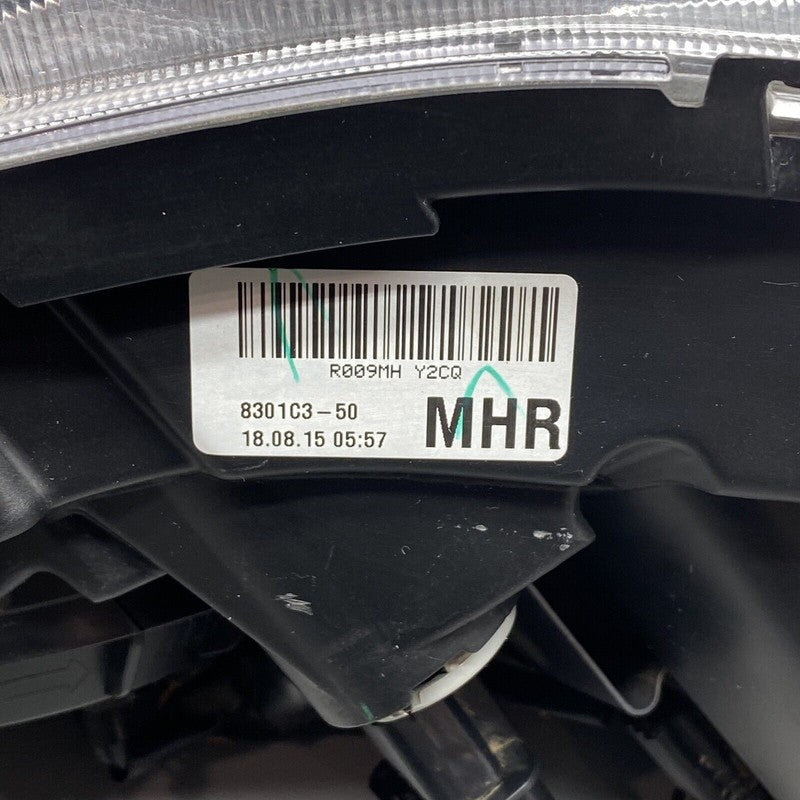 R009MH Y2CQ
8301C3-50
18.08.15 05:57
MHR